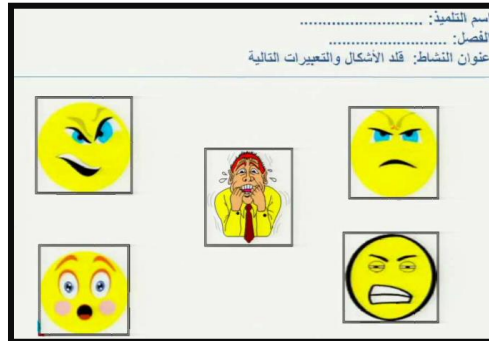 اسم التلميذ: ..........................
الفصل: .........................
عنوان النشاط: قلد الأشكال والتعبيرات التالية